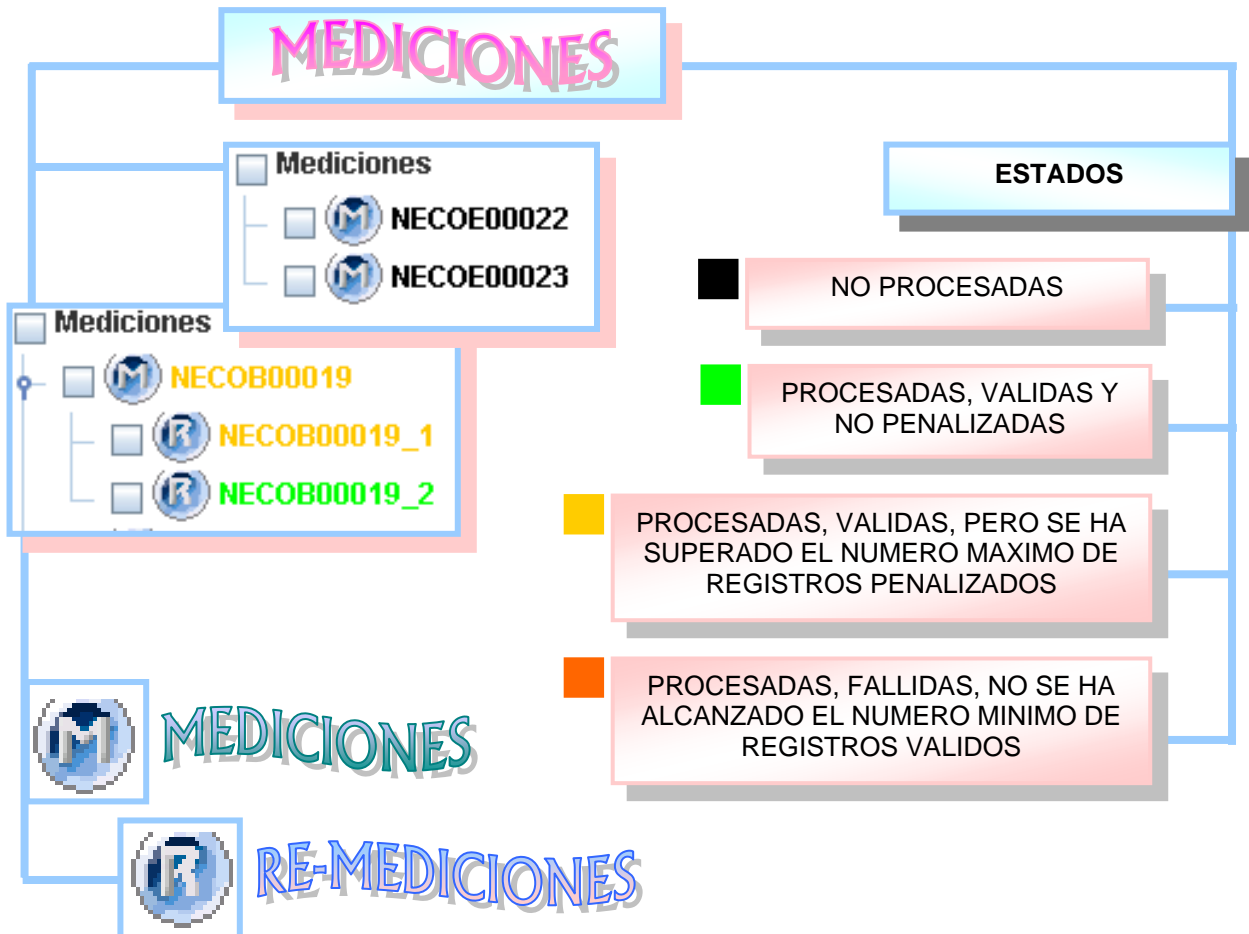 MEDICIONES
Mediciones
M NECOE00022
M NECOE00023
Mediciones
M NECOB00019
R NECOB00019_1
R NECOB00019_2
ESTADOS
NO PROCESADAS
PROCESADAS, VALIDAS Y
NO PENALIZADAS
PROCESADAS, VALIDAS, PERO SE HA
SUPERADO EL NUMERO MAXIMO DE
REGISTROS PENALIZADOS
PROCESADAS, FALLIDAS, NO SE HA
ALCANZADO EL NUMERO MINIMO DE
REGISTROS VALIDOS
M MEDICIONES
R RE-MEDICIONES